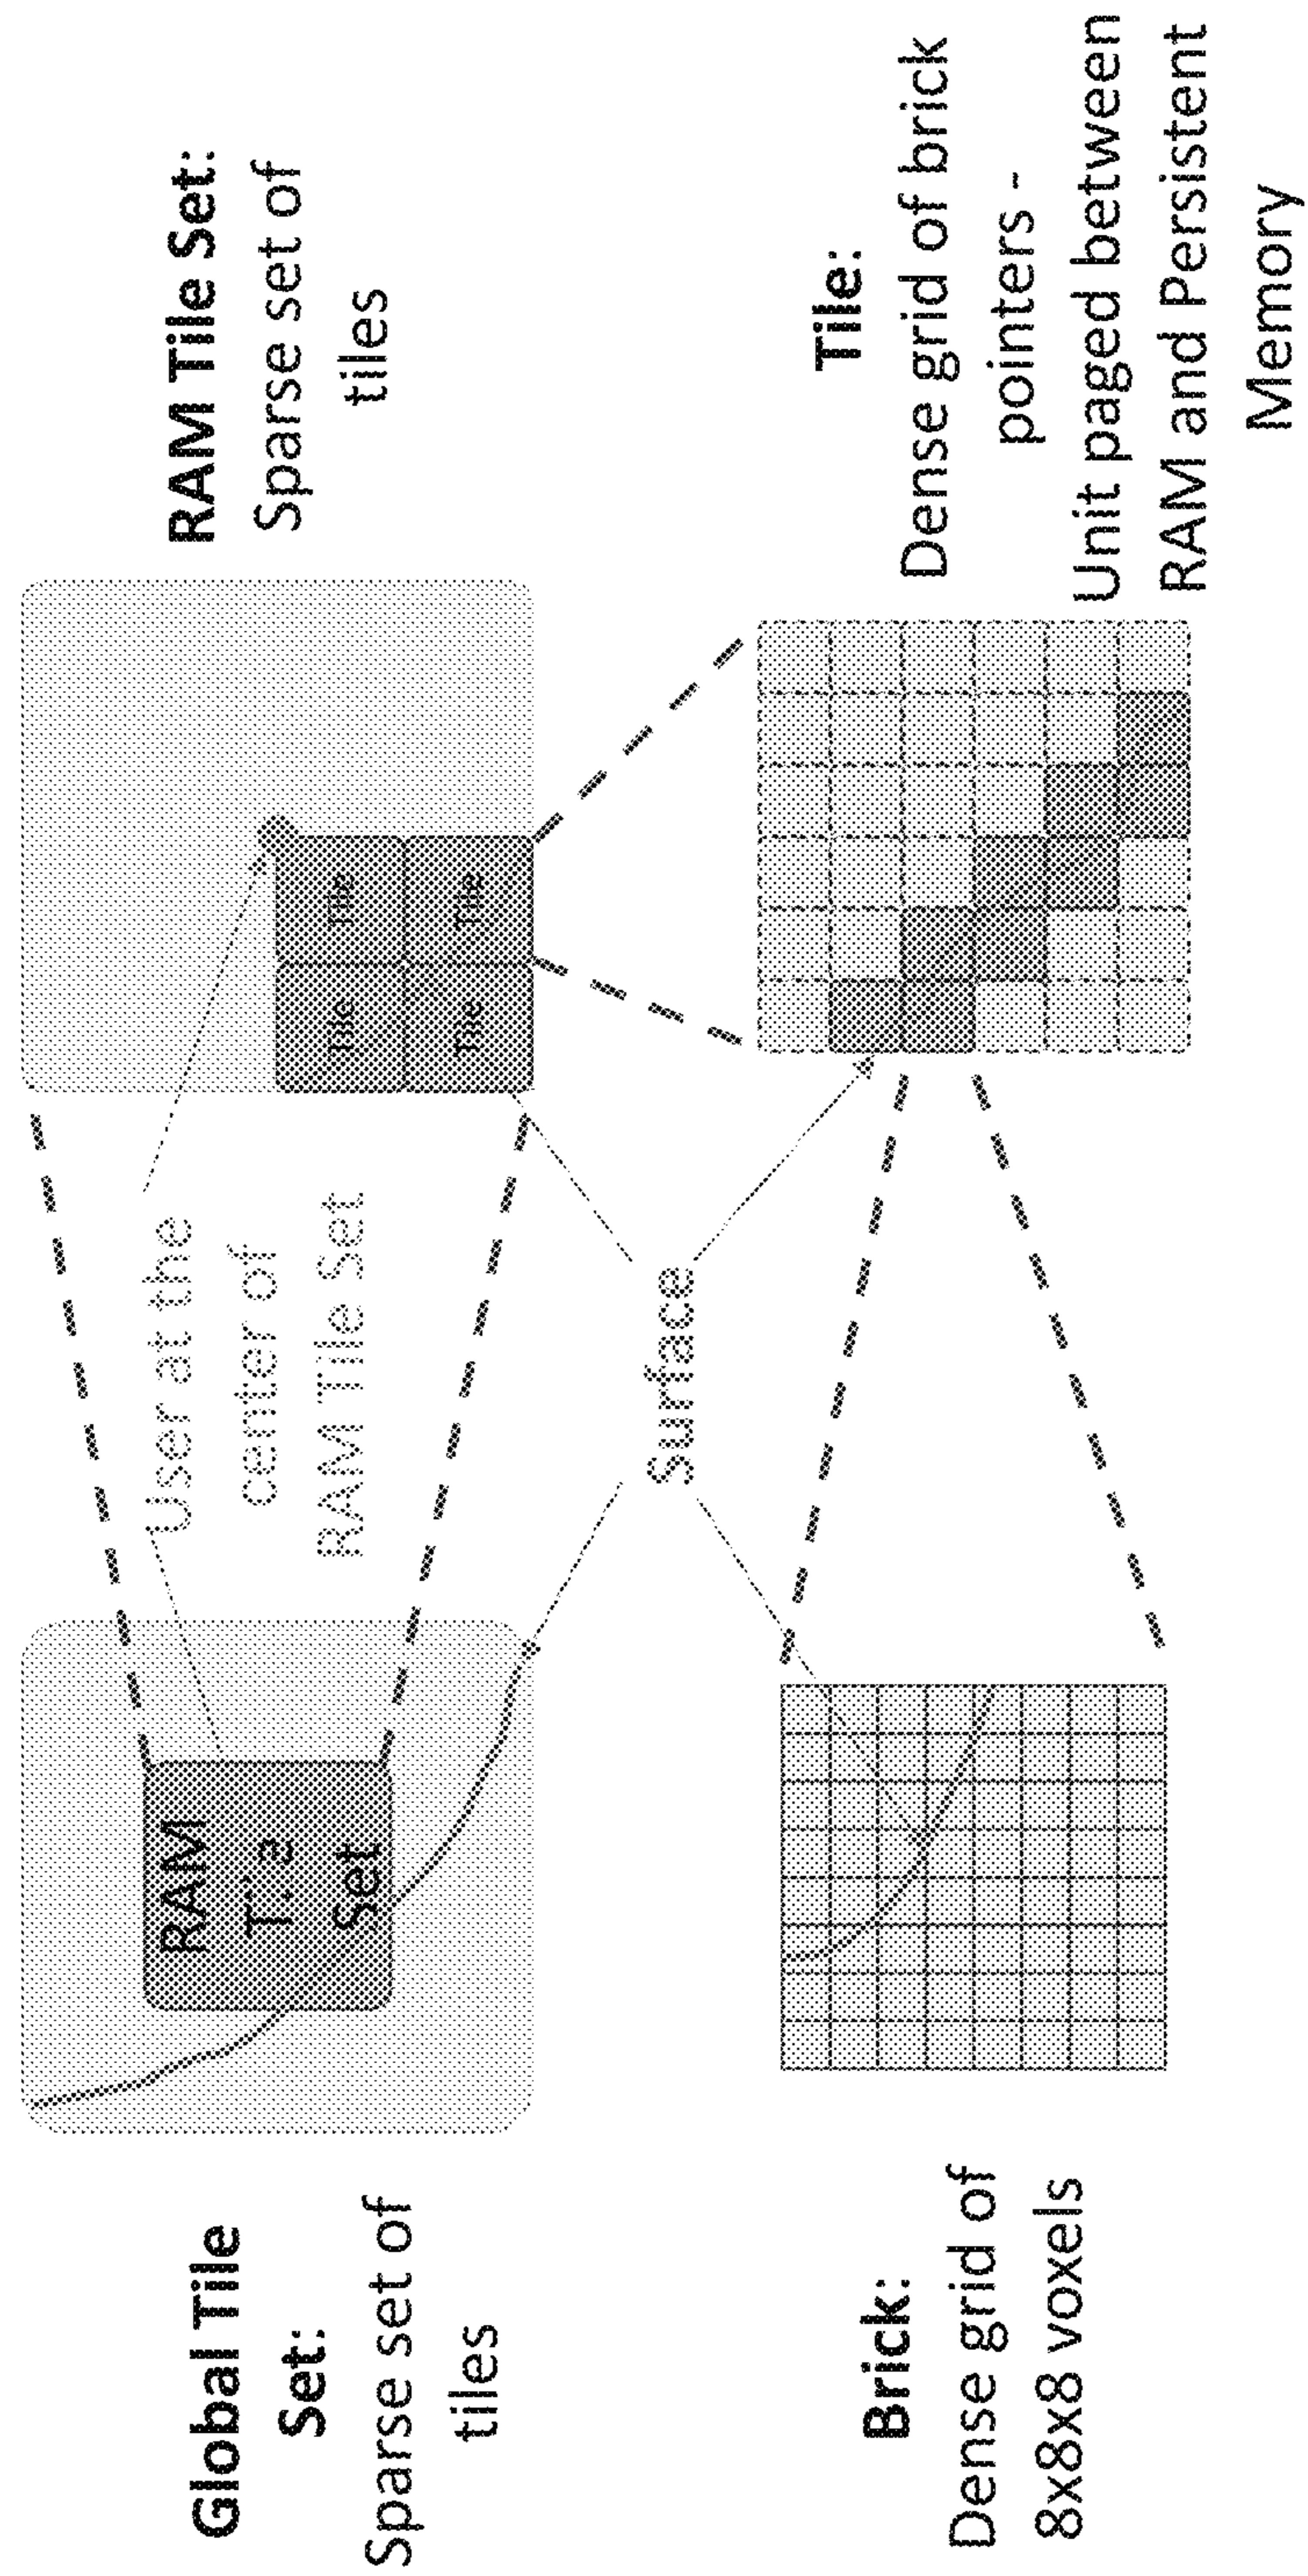 Global Tile
Set:
Sparse set of
tiles
RAM
Tile
Set
User at the
center of
RAM Tile Set
Tile
Tile
Tile
Tile
RAM Tile Set:
Sparse set of
tiles
Surface
Brick:
Dense grid of
8x8x8 voxels
Tile:
Dense grid of brick
pointers -
Unit paged between
RAM and Persistent
Memory